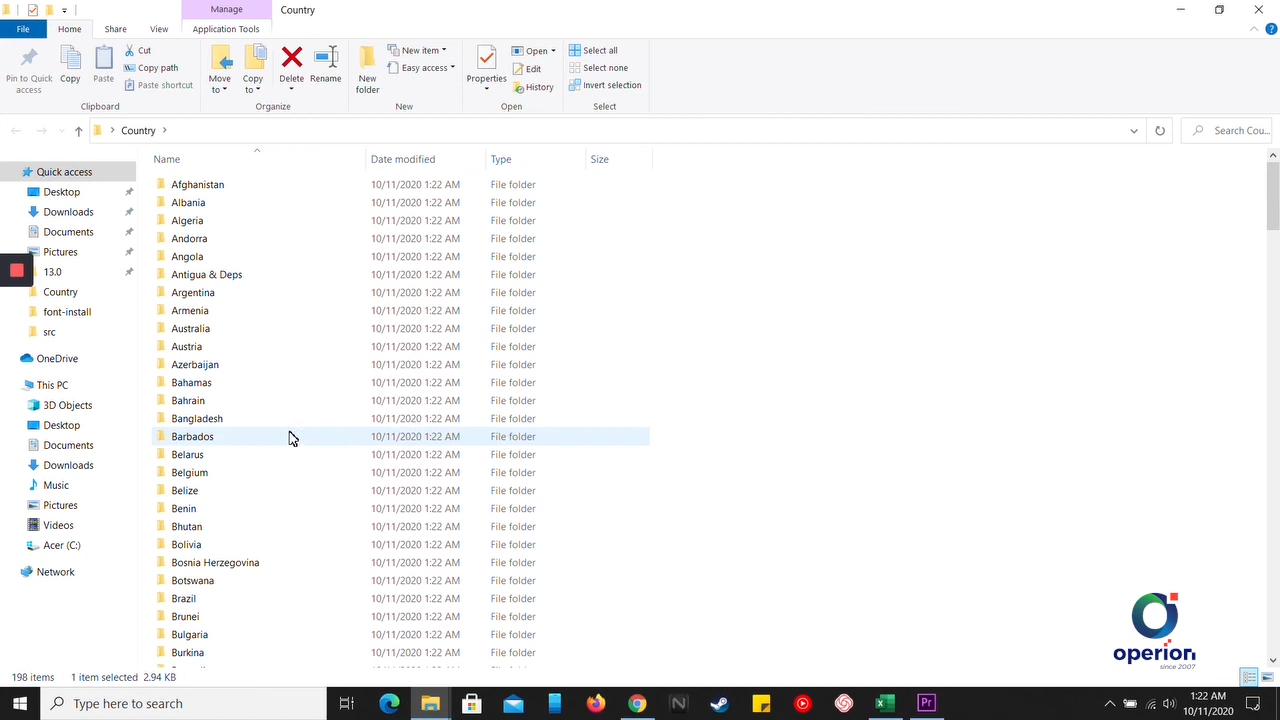 Manage
Country
File
Home
Share
View
Application Tools
Pin to Quick access
Copy
Paste
Cut
Copy path
Paste shortcut
Clipboard
Move to
Copy to
Delete
Rename
Organize
New folder
New item
Easy access
New
Properties
Open
Edit
History
Open
Select all
Select none
Invert selection
Select
Country
Search Cou...
Quick access
Desktop
Downloads
Documents
Pictures
13.0
Country
font-install
src
OneDrive
This PC
3D Objects
Desktop
Documents
Downloads
Music
Pictures
Videos
Acer (C:)
Network
Name Date modified Type Size
Afghanistan 10/11/2020 1:22 AM File folder
Albania 10/11/2020 1:22 AM File folder
Algeria 10/11/2020 1:22 AM File folder
Andorra 10/11/2020 1:22 AM File folder
Angola 10/11/2020 1:22 AM File folder
Antigua & Deps 10/11/2020 1:22 AM File folder
Argentina 10/11/2020 1:22 AM File folder
Armenia 10/11/2020 1:22 AM File folder
Australia 10/11/2020 1:22 AM File folder
Austria 10/11/2020 1:22 AM File folder
Azerbaijan 10/11/2020 1:22 AM File folder
Bahamas 10/11/2020 1:22 AM File folder
Bahrain 10/11/2020 1:22 AM File folder
Bangladesh 10/11/2020 1:22 AM File folder
Barbados 10/11/2020 1:22 AM File folder
Belarus 10/11/2020 1:22 AM File folder
Belgium 10/11/2020 1:22 AM File folder
Belize 10/11/2020 1:22 AM File folder
Benin 10/11/2020 1:22 AM File folder
Bhutan 10/11/2020 1:22 AM File folder
Bolivia 10/11/2020 1:22 AM File folder
Bosnia Herzegovina 10/11/2020 1:22 AM File folder
Botswana 10/11/2020 1:22 AM File folder
Brazil 10/11/2020 1:22 AM File folder
Brunei 10/11/2020 1:22 AM File folder
Bulgaria 10/11/2020 1:22 AM File folder
Burkina 10/11/2020 1:22 AM File folder
operion
since 2007
198 items 1 item selected 2.94 KB
Type here to search
N
Pr
1:22 AM
10/11/2020